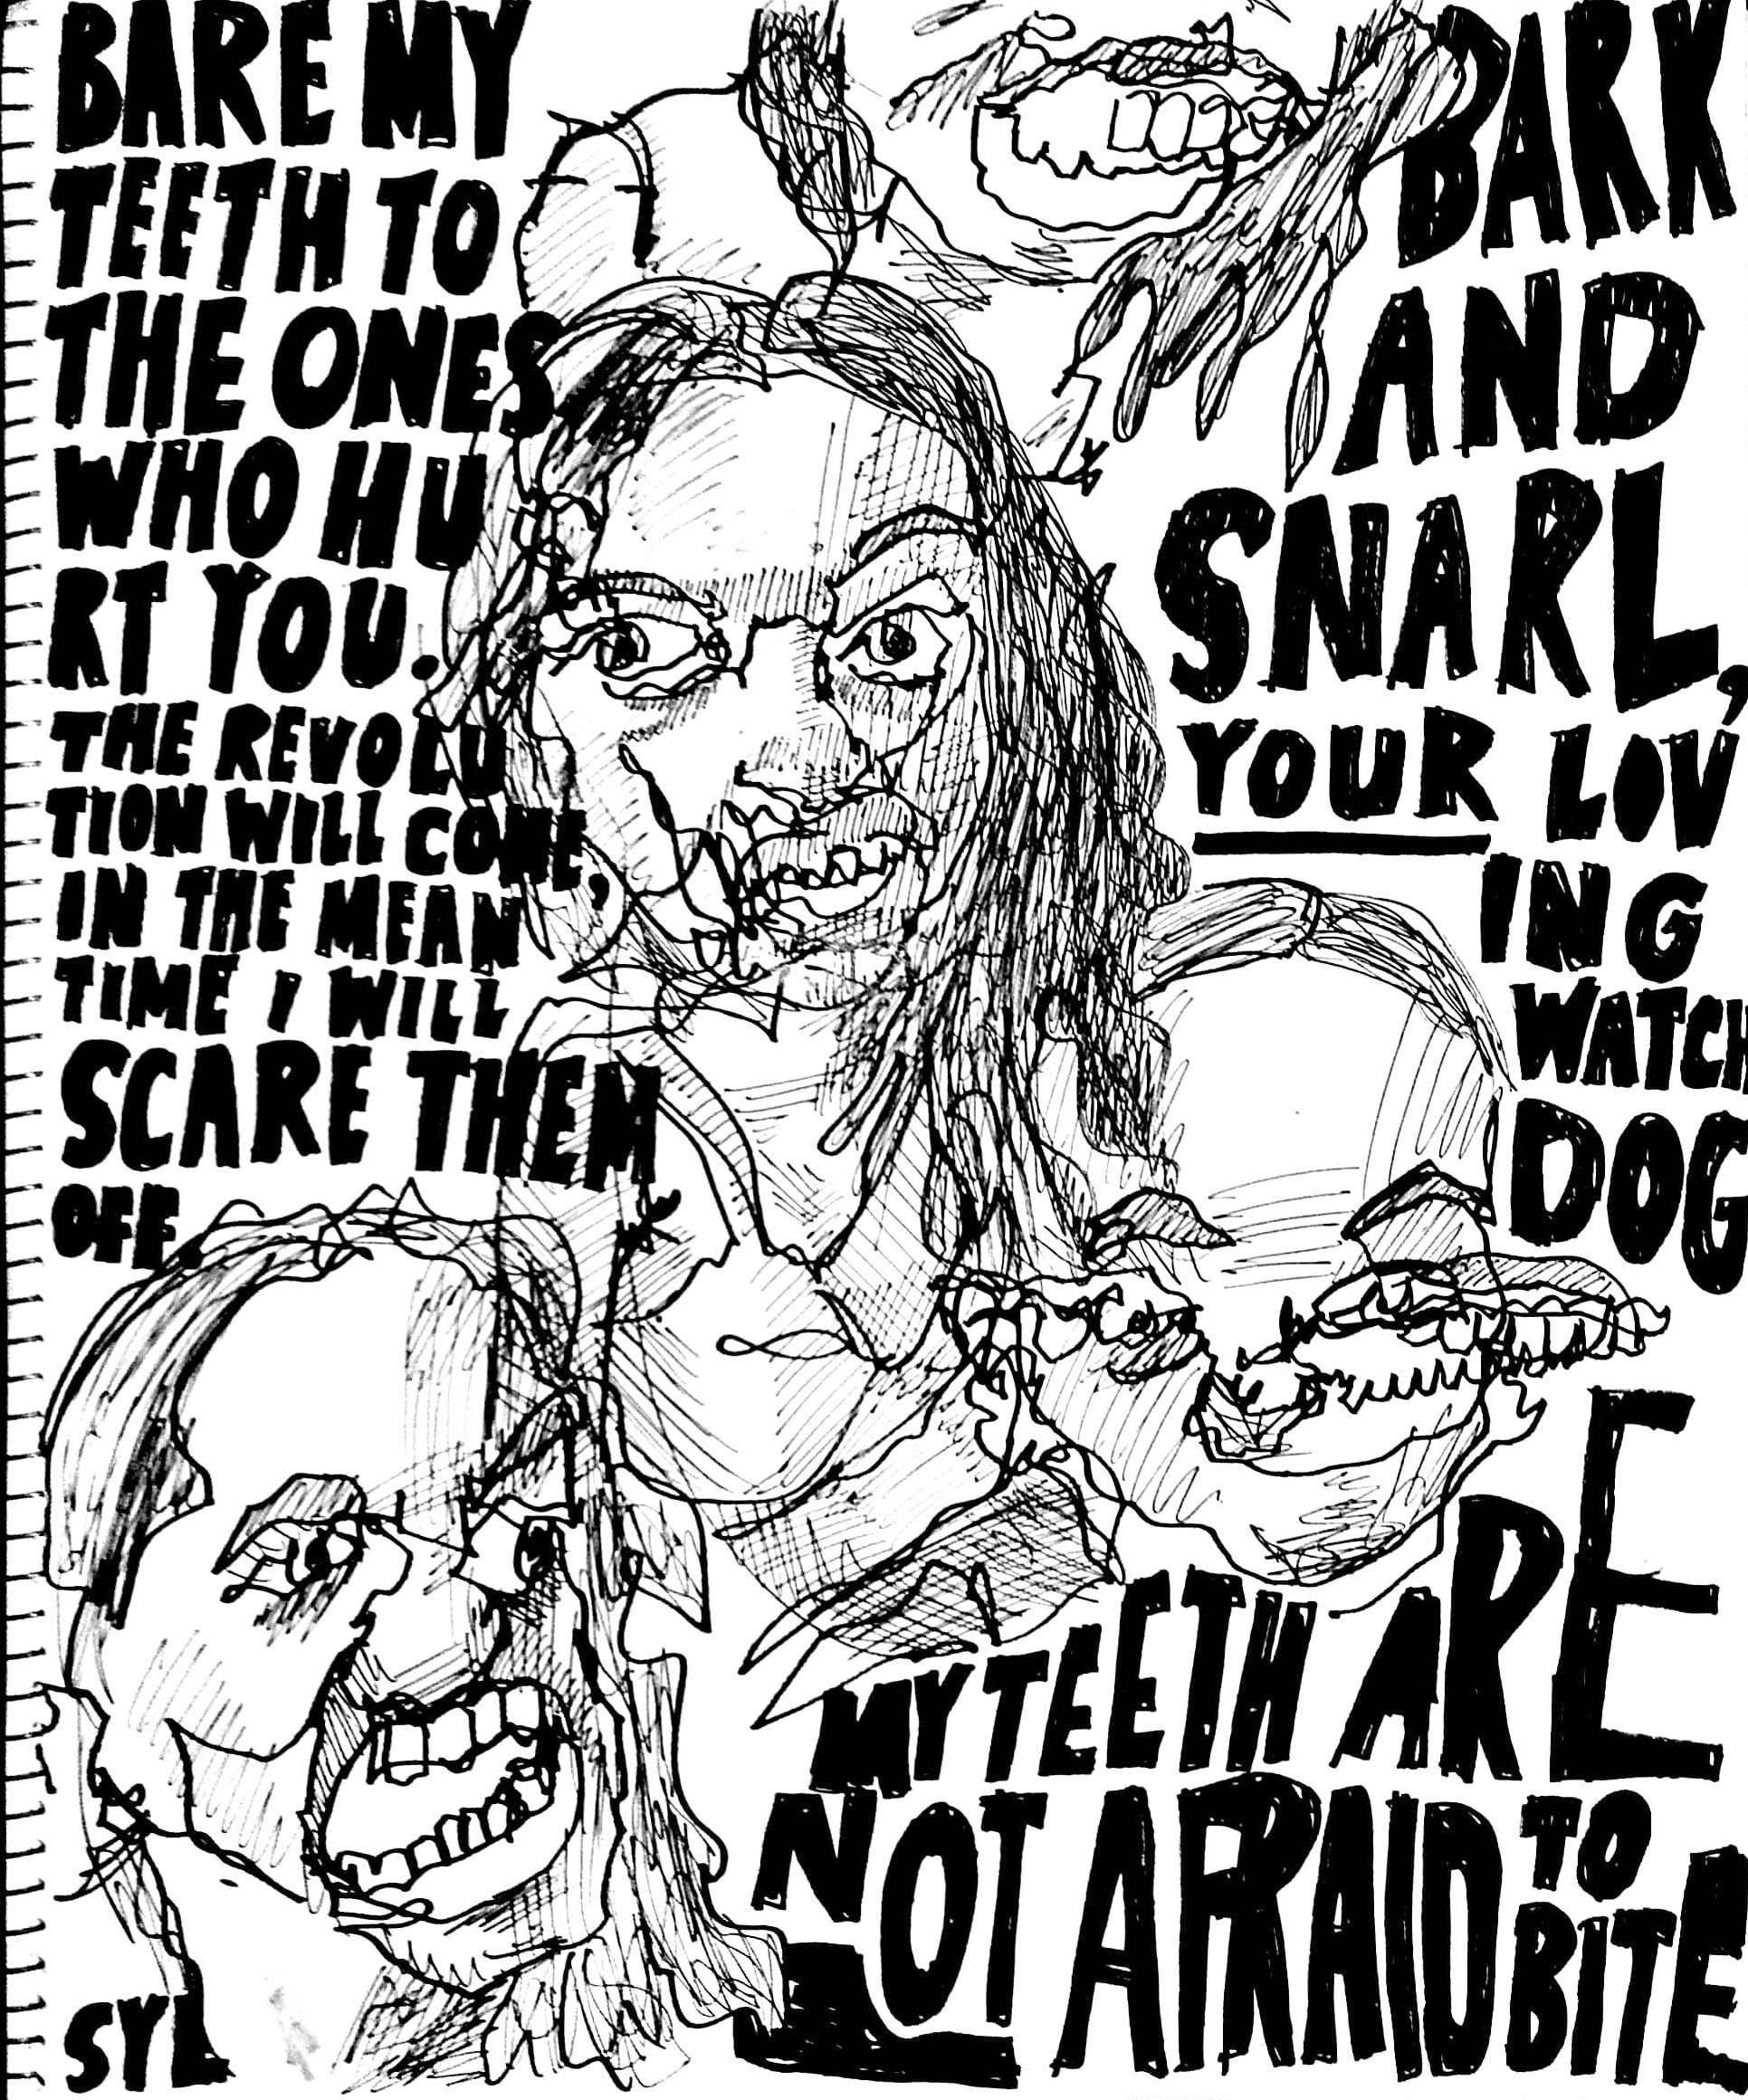 BARE MY
TEETH TO
THE ONES
WHO HU
RT YOU.
THE REVOLU
TION WILL COME,
IN THE MEAN
TIME I WILL
SCARE THEM
OFF.
BARK
AND
SNARL,
YOUR LOV
ING
WATCH
DOG
MY TEETH ARE
NOT AFRAID TO
BITE
SYL